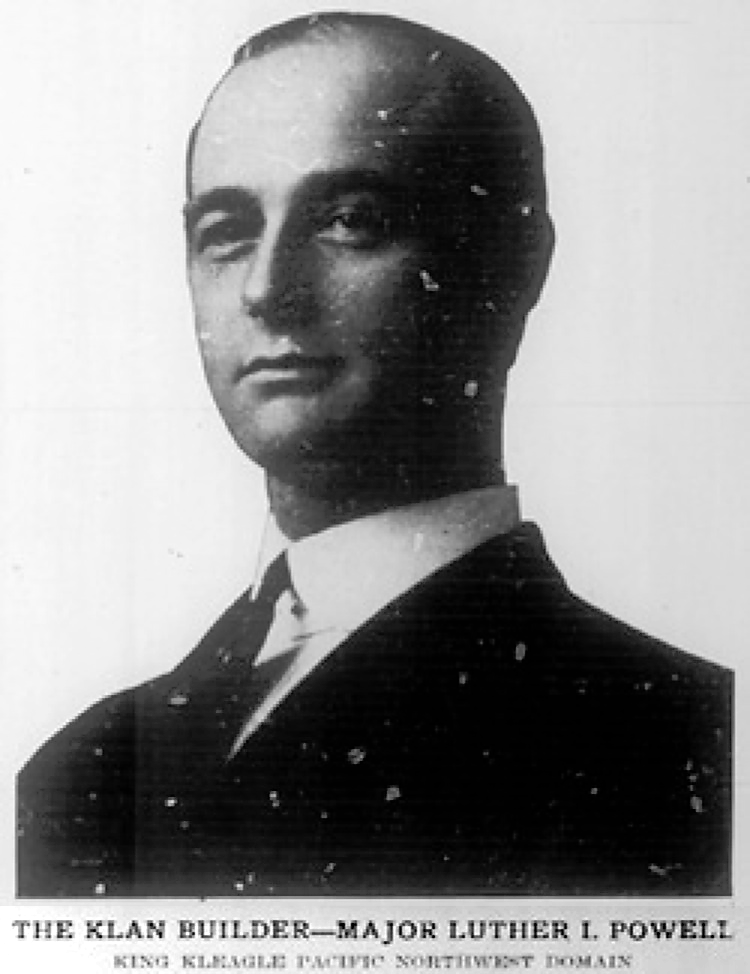 THE KLAN BUILDER—MAJOR LUTHER I. POWELL
KING KLEAGLE PACIFIC NORTHWEST DOMAIN